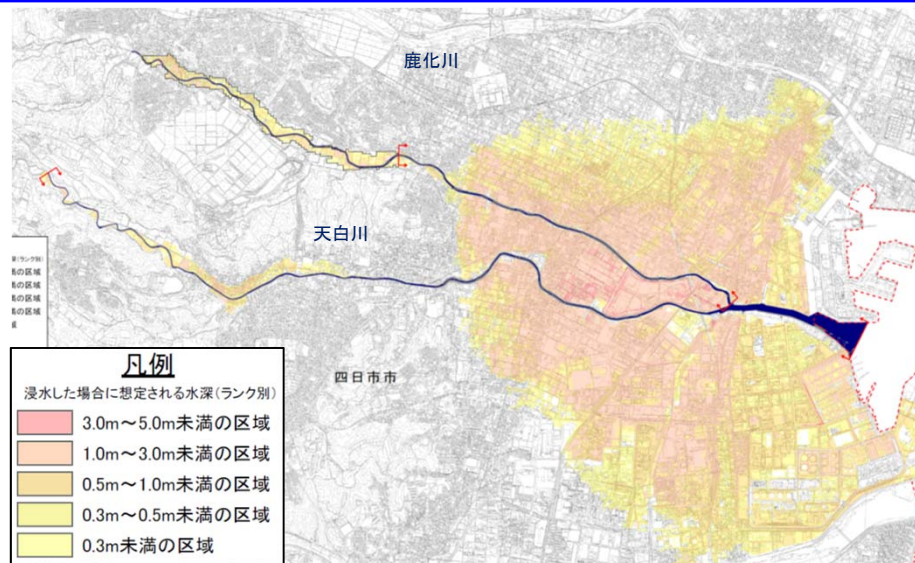 鹿化川
天白川
四日市市
凡例
浸水した場合に想定される水深(ランク別)
3.0m～5.0m未満の区域
1.0m～3.0m未満の区域
0.5m～1.0m未満の区域
0.3m～0.5m未満の区域
0.3m未満の区域